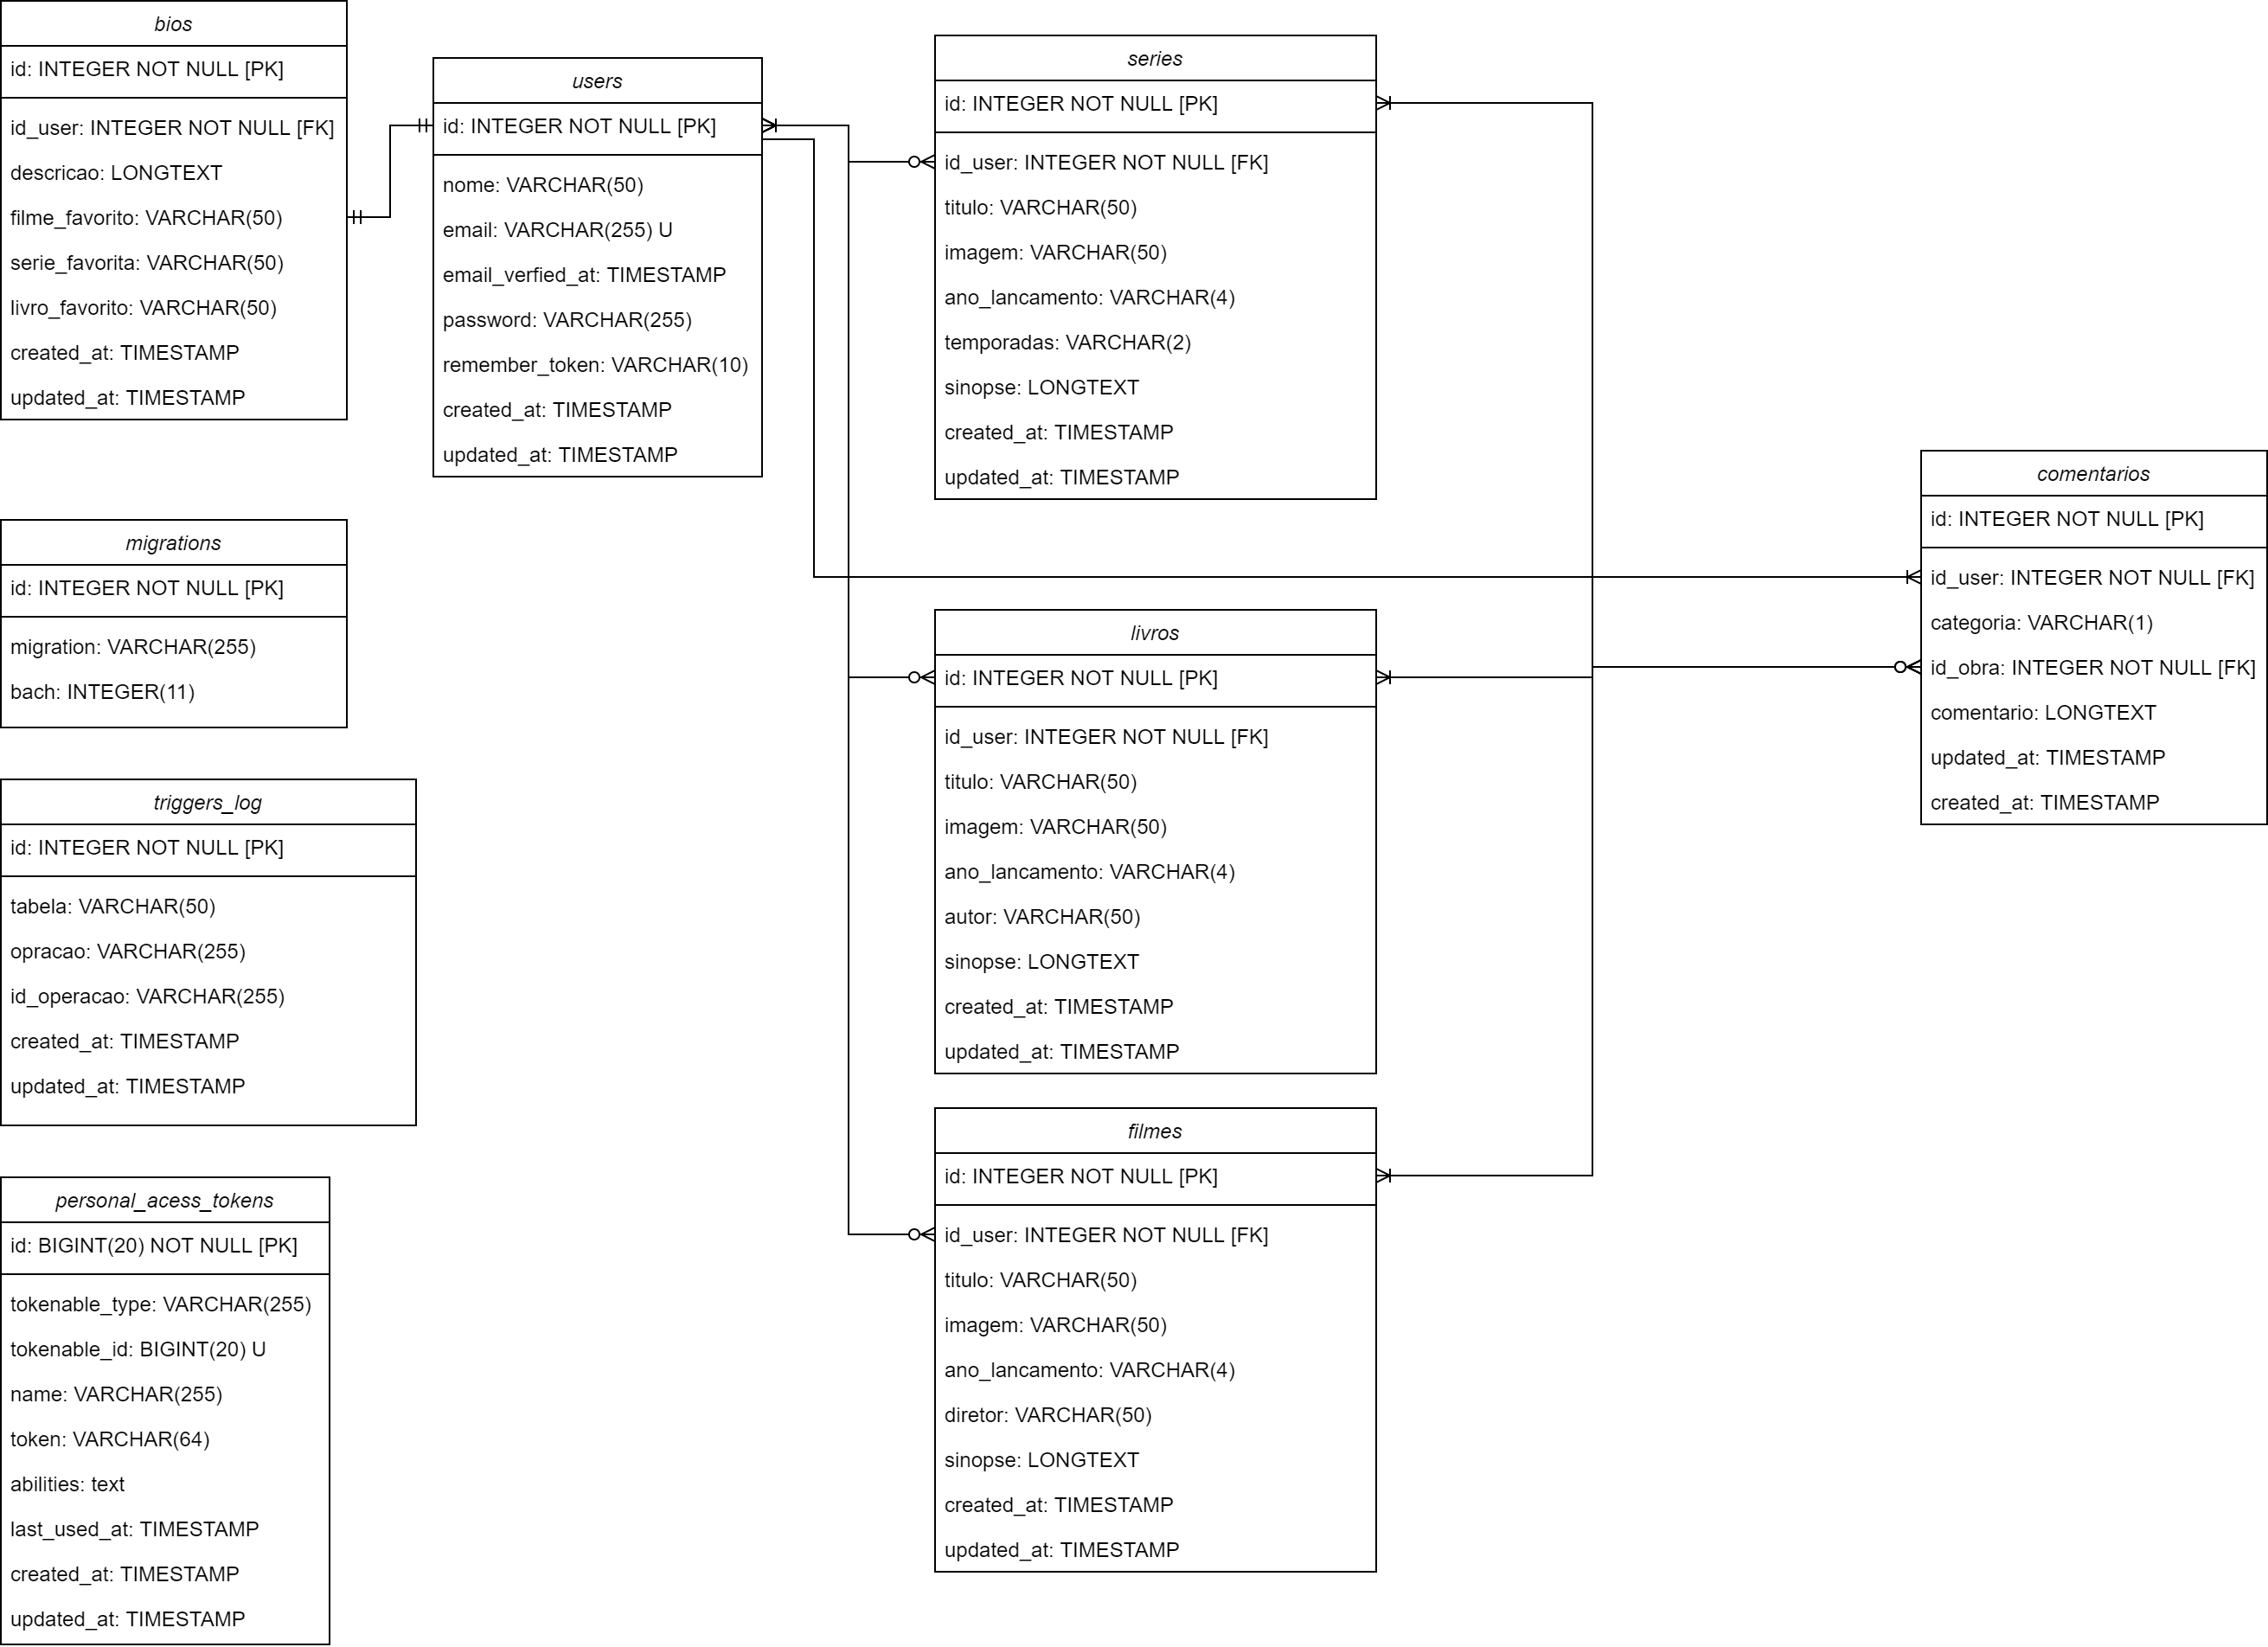 bios
id: INTEGER NOT NULL [PK]
id_user: INTEGER NOT NULL [FK]
descricao: LONGTEXT
filme_favorito: VARCHAR(50)
serie_favorita: VARCHAR(50)
livro_favorito: VARCHAR(50)
created_at: TIMESTAMP
updated_at: TIMESTAMP
users
id: INTEGER NOT NULL [PK]
nome: VARCHAR(50)
email: VARCHAR(255) U
email_verfied_at: TIMESTAMP
password: VARCHAR(255)
remember_token: VARCHAR(10)
created_at: TIMESTAMP
updated_at: TIMESTAMP
series
id: INTEGER NOT NULL [PK]
id_user: INTEGER NOT NULL [FK]
titulo: VARCHAR(50)
imagem: VARCHAR(50)
ano_lancamento: VARCHAR(4)
temporadas: VARCHAR(2)
sinopse: LONGTEXT
created_at: TIMESTAMP
updated_at: TIMESTAMP
comentarios
id: INTEGER NOT NULL [PK]
id_user: INTEGER NOT NULL [FK]
categoria: VARCHAR(1)
id_obra: INTEGER NOT NULL [FK]
comentario: LONGTEXT
updated_at: TIMESTAMP
created_at: TIMESTAMP
migrations
id: INTEGER NOT NULL [PK]
migration: VARCHAR(255)
bach: INTEGER(11)
livros
id: INTEGER NOT NULL [PK]
id_user: INTEGER NOT NULL [FK]
titulo: VARCHAR(50)
imagem: VARCHAR(50)
ano_lancamento: VARCHAR(4)
autor: VARCHAR(50)
sinopse: LONGTEXT
created_at: TIMESTAMP
updated_at: TIMESTAMP
triggers_log
id: INTEGER NOT NULL [PK]
tabela: VARCHAR(50)
opracao: VARCHAR(255)
id_operacao: VARCHAR(255)
created_at: TIMESTAMP
updated_at: TIMESTAMP
filmes
id: INTEGER NOT NULL [PK]
id_user: INTEGER NOT NULL [FK]
titulo: VARCHAR(50)
imagem: VARCHAR(50)
ano_lancamento: VARCHAR(4)
diretor: VARCHAR(50)
sinopse: LONGTEXT
created_at: TIMESTAMP
updated_at: TIMESTAMP
personal_acess_tokens
id: BIGINT(20) NOT NULL [PK]
tokenable_type: VARCHAR(255)
tokenable_id: BIGINT(20) U
name: VARCHAR(255)
token: VARCHAR(64)
abilities: text
last_used_at: TIMESTAMP
created_at: TIMESTAMP
updated_at: TIMESTAMP